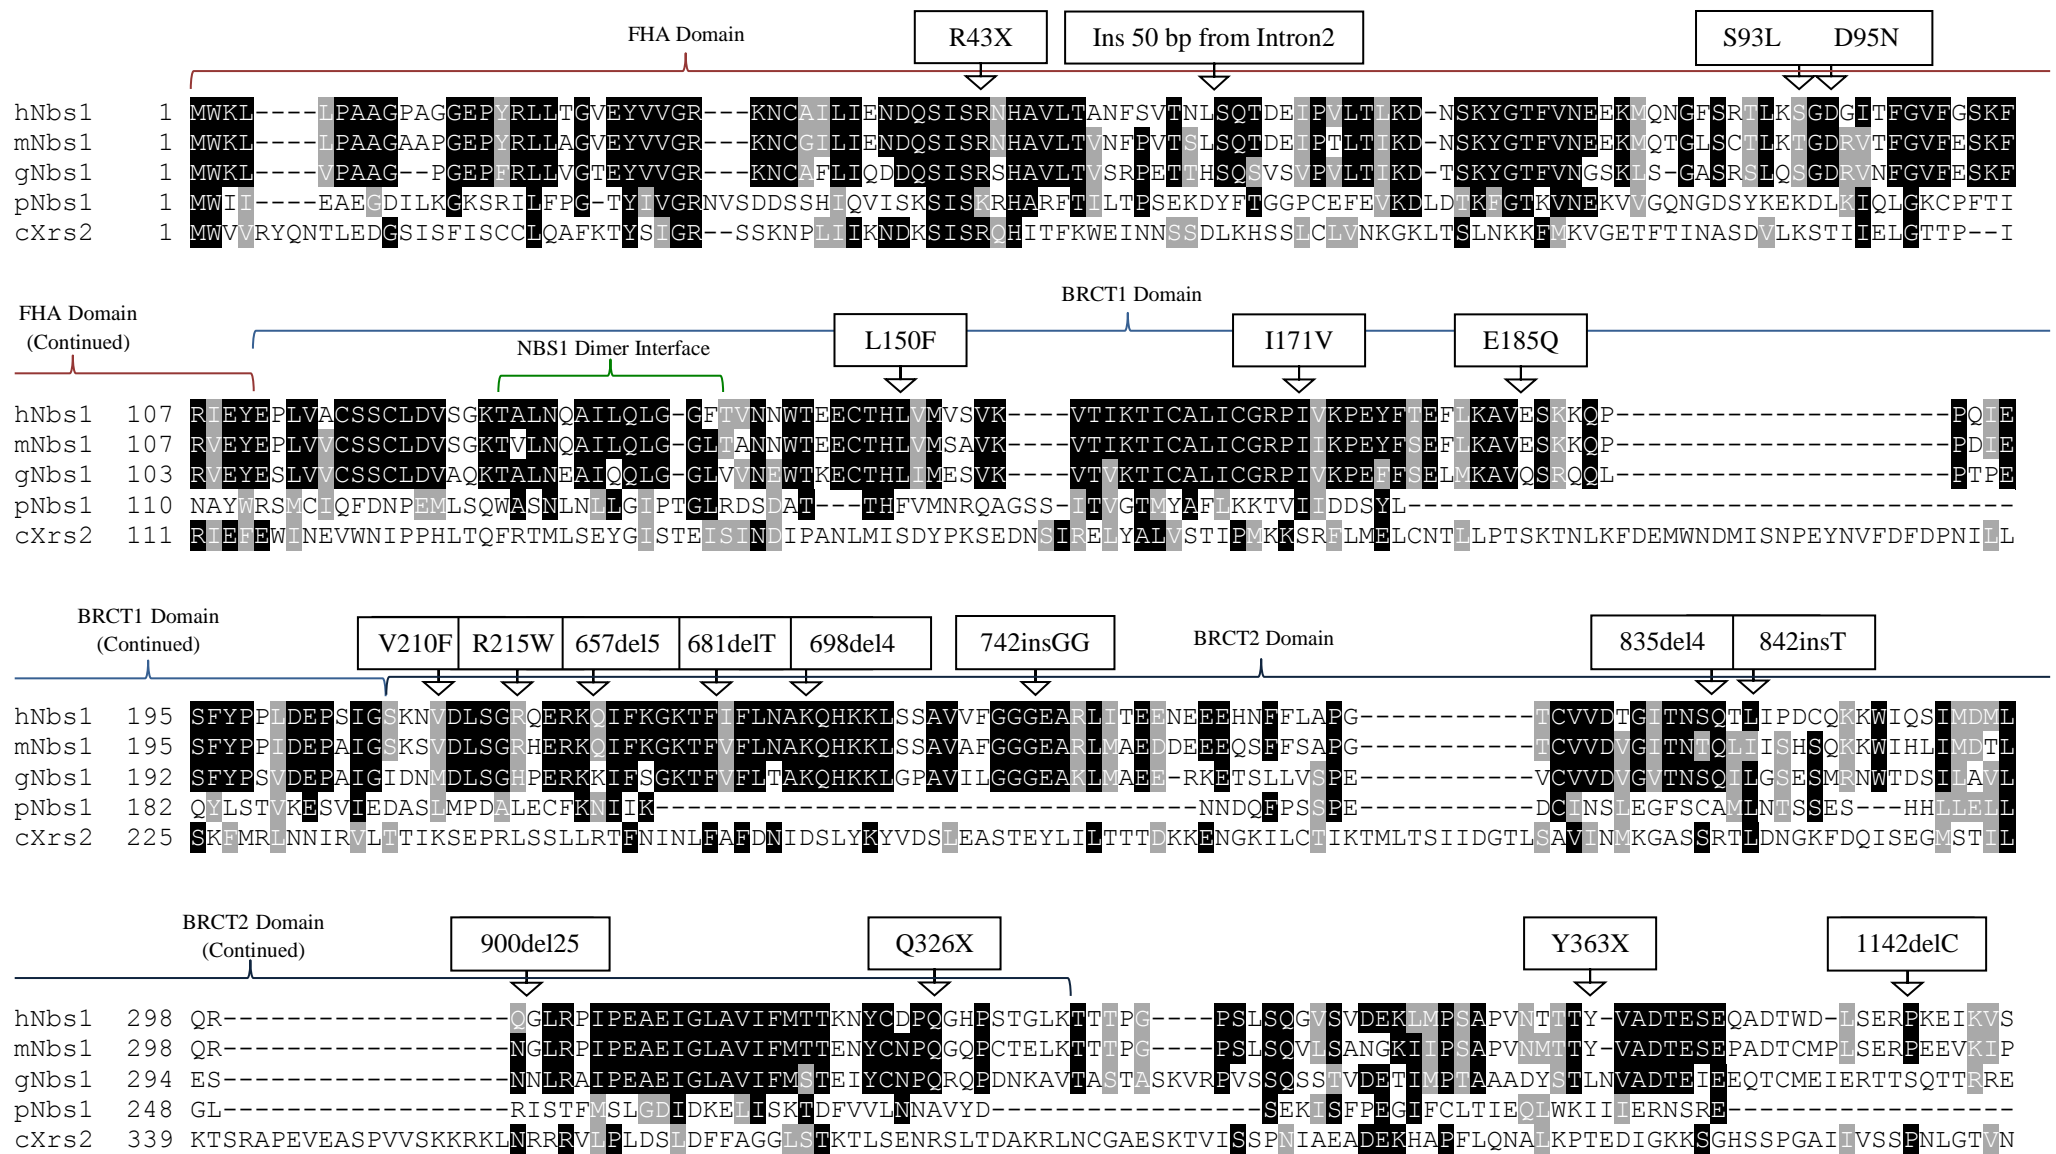 FHA Domain
R43X
Ins 50 bp from Intron2
S93L D95N
hNbs1 1 MWKL----LPAAGPAGGEPYRLLTGVEYVVGR---KNCAILIENDQSISRNHAVLTANFSVTNLSQTDEIPVLTLKD-NSKYGTFVNEEKMQNGFSRTLKSGDGITFGVFGSKF
mNbs1 1 MWKL----LPAAGAAPGEPYRLLAGVEYVVGR---KNCGILIENDQSISRNHAVLTVNFPVTSLSQTDEIPTLTIKD-NSKYGTFVNEEKMQTGLSCTLKTGDRVTFGVFESKF
gNbs1 1 MWKL----VPAAG--PGEPFRLLVGTEYVVGR---KNCAFLIQDDQSISRSHAVLTVSRPETTHSQSVSVPVLTIKD-TSKYGTFVNGSKLS-GASRSLQSGDRVNFGVFESKF
pNbs1 1 MWII----EAEGDILKGKSRILFPG-TYIVGRNVSDDSSHIQVISKSISKRHARFTILTPSEKDYFTGGPCEFEVKDLDTKFGTKVNEKVVGQNGDSYKEKDLKIQLGKCPFTI
cXrs2 1 MWVVRYQNTLEDGSISFISCCLQAFKTYSIGR--SSKNPLIIKNDKSISRQHITFKWEINNSSDLKHSSLCLVNKGKLTSLNKKFMKVGETFTINASDVLKSTIIELGTTP--I
FHA Domain
(Continued)
BRCT1 Domain
NBS1 Dimer Interface
L150F
I171V
E185Q
hNbs1 107 RIEYEPLVACSSCLDVSGKTALNQAILQLG-GFTVNNWTEECTHLVMVSVK----VTIKTICALICGRPIVKPEYFTEFLKAVESKKQP---------------------PQIE
mNbs1 107 RVEYEPLVVCSSCLDVSGKTVLNQAILQLG-GLTANNWTEECTHLVMSAVK----VTIKTICALICGRPIIKPEYFSEFLKAVESKKQP---------------------PDIE
gNbs1 103 RVEYESLVVCSSCLDVAQKTALNEAIQQLG-GLVVNEWTKECTHLIMESVK----VTVKTICALICGRPIVKPEFFSELMKAVQSRQQL---------------------PTPE
pNbs1 110 NAYWRSMCIQFDNPEMLSQWASNLNLLGIPTGLRDSDAT---THFVMNRQAGSS-ITVGTMYAFLKKTVIIDDSYL--------------------------------------
cXrs2 111 RIEFEWINEVWNIPPHLTQFRTMLSEYGISTEISINDIPANLMISDYPKSEDNSIRELYALVSTIPMKKSRFLMELCNTLLPTSKTNLKFDEMWNDMISNPEYNVFDFDPNILL
BRCT1 Domain
(Continued)
V210F
R215W
657del5
681delT
698del4
742insGG
BRCT2 Domain
835del4
842insT
hNbs1 195 SFYPPLDEPSIGSKNVDLSGRQERKQIFKGKTFIFLNAKQHKKLSSAVVFGGGEARLITEENEEEHNFFLAPG-----------TCVVDTGITNSQTLIPDCQKKWIQSIMDML
mNbs1 195 SFYPPIDEPAIGSKSVDLSGRHERKQIFKGKTFVFLNAKQHKKLSSAVAFGGGEARLMAEDDEEEQSFFSAPG-----------TCVVDVGITNTQLIISHSQKKWIHLIMDTL
gNbs1 192 SFYPSVDEPAIGIDNMDLSGHPERKKIFSGKTFVFLTAKQHKKLGPAVILGGGEAKLMAEE-RKETSLLVSPE-----------VCVVDVGVTNSQILGSESMRNWTDSILAVL
pNbs1 182 QYLSTVKESVIEDASLMPDALECFKNIIK----------------------------------NNDQFPSSPE-----------DCINSLEGFSCAMLNTSSES---HHLLELL
cXrs2 225 SKFMRLNNIRVLTTIKSEPRLSSLLRTFNINLFAFDNIDSLYKYVDSLEASTEYLILTTTDKKENGKILCTIKTMLTSIIDGTLSAVINMKGASSRTLDNGKFDQISEGMSTIL
BRCT2 Domain
(Continued)
900del25
Q326X
Y363X
1142delC
hNbs1 298 QR------------------QGLRPIPEAEIGLAVIFMTTKNYCDPQGHPSTGLKTTTPG----PSLSQGVSVDEKLMPSAPVNTTTY-VADTESEQADTWD-LSERPKEIKVS
mNbs1 298 QR------------------NGLRPIPEAEIGLAVIFMTTENYCNPQGQPCTELKTTTPG----PSLSQVLSANGKIIPSAPVNMTTY-VADTESEPADTCMPLSERPEEVKIP
gNbs1 294 ES------------------NNLRAIPEAEIGLAVIFMSTEIYCNPQRQPDNKAVTASTASKVRPVSSQSSTVDETIMPTAAADYSTLNVADTEIEEQTCMEIERTTSQTTRRE
pNbs1 248 GL------------------RISTFMSLGDIDKELISKTDFVVLNNAVYD-----------------SEKISFPEGIFCLTIEQLWKIIIERNSRE------------------
cXrs2 339 KTSRAPEVEASPVVSKKRKLNRRRVLPLDSLDFFAGGLSTKTLSENRSLTDAKRLNCGAESKTVISSPNIAEADEKHAPFLQNALKPTEDIGKKSGHSSPGAIIVSSPNLGTVN